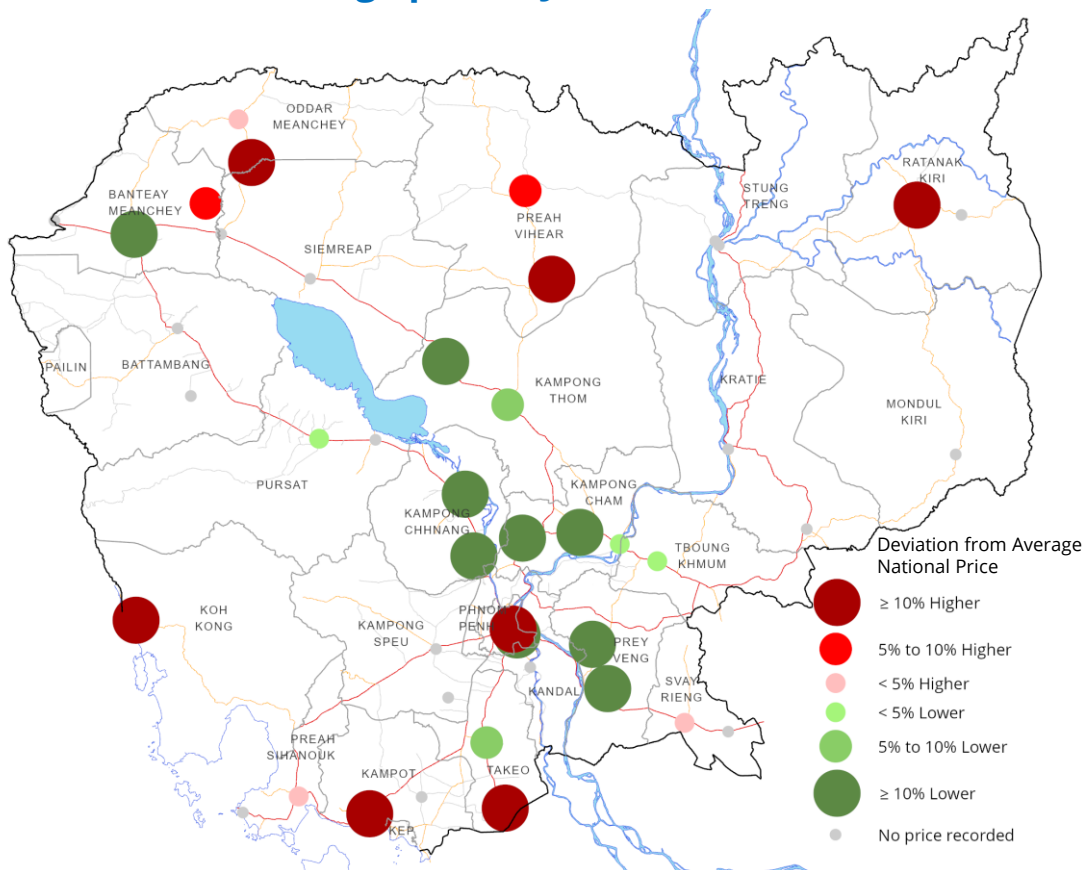 ODDAR
MEANCHEY
BANTEAY
MEANCHEY
SIEMREAP
PREAH
VIHEAR
STUNG
TRENG
RATANAK
KIRI
PAILIN
BATTAMBANG
KAMPONG
THOM
KRATIE
MONDUL
KIRI
PURSAT
KAMPONG
CHHNANG
KAMPONG
CHAM
TBOUNG
KHMUM
KOH
KONG
KAMPONG
SPEU
PHNOM
PENH
PREY
VENG
KANDAL
SVAY
RIENG
PREAH
SIHANOUK
KAMPOT
TAKEO
KEP
Deviation from Average
National Price
≥ 10% Higher
5% to 10% Higher
< 5% Higher
< 5% Lower
5% to 10% Lower
≥ 10% Lower
No price recorded